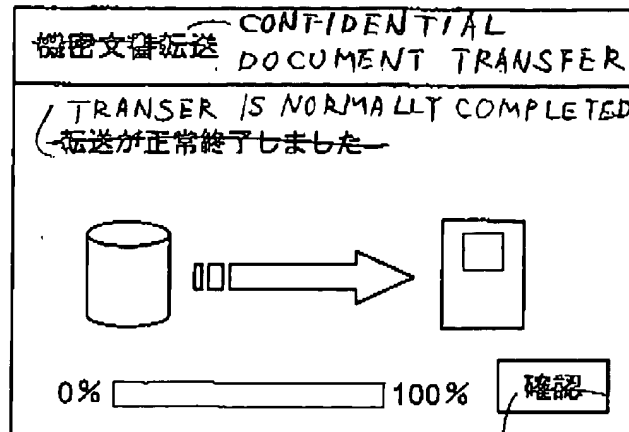 機密文書転送 CONFIDENTIAL
DOCUMENT TRANSFER
TRANSER IS NORMALLY COMPLETED
転送が正常終了しました
0% 100% 確認